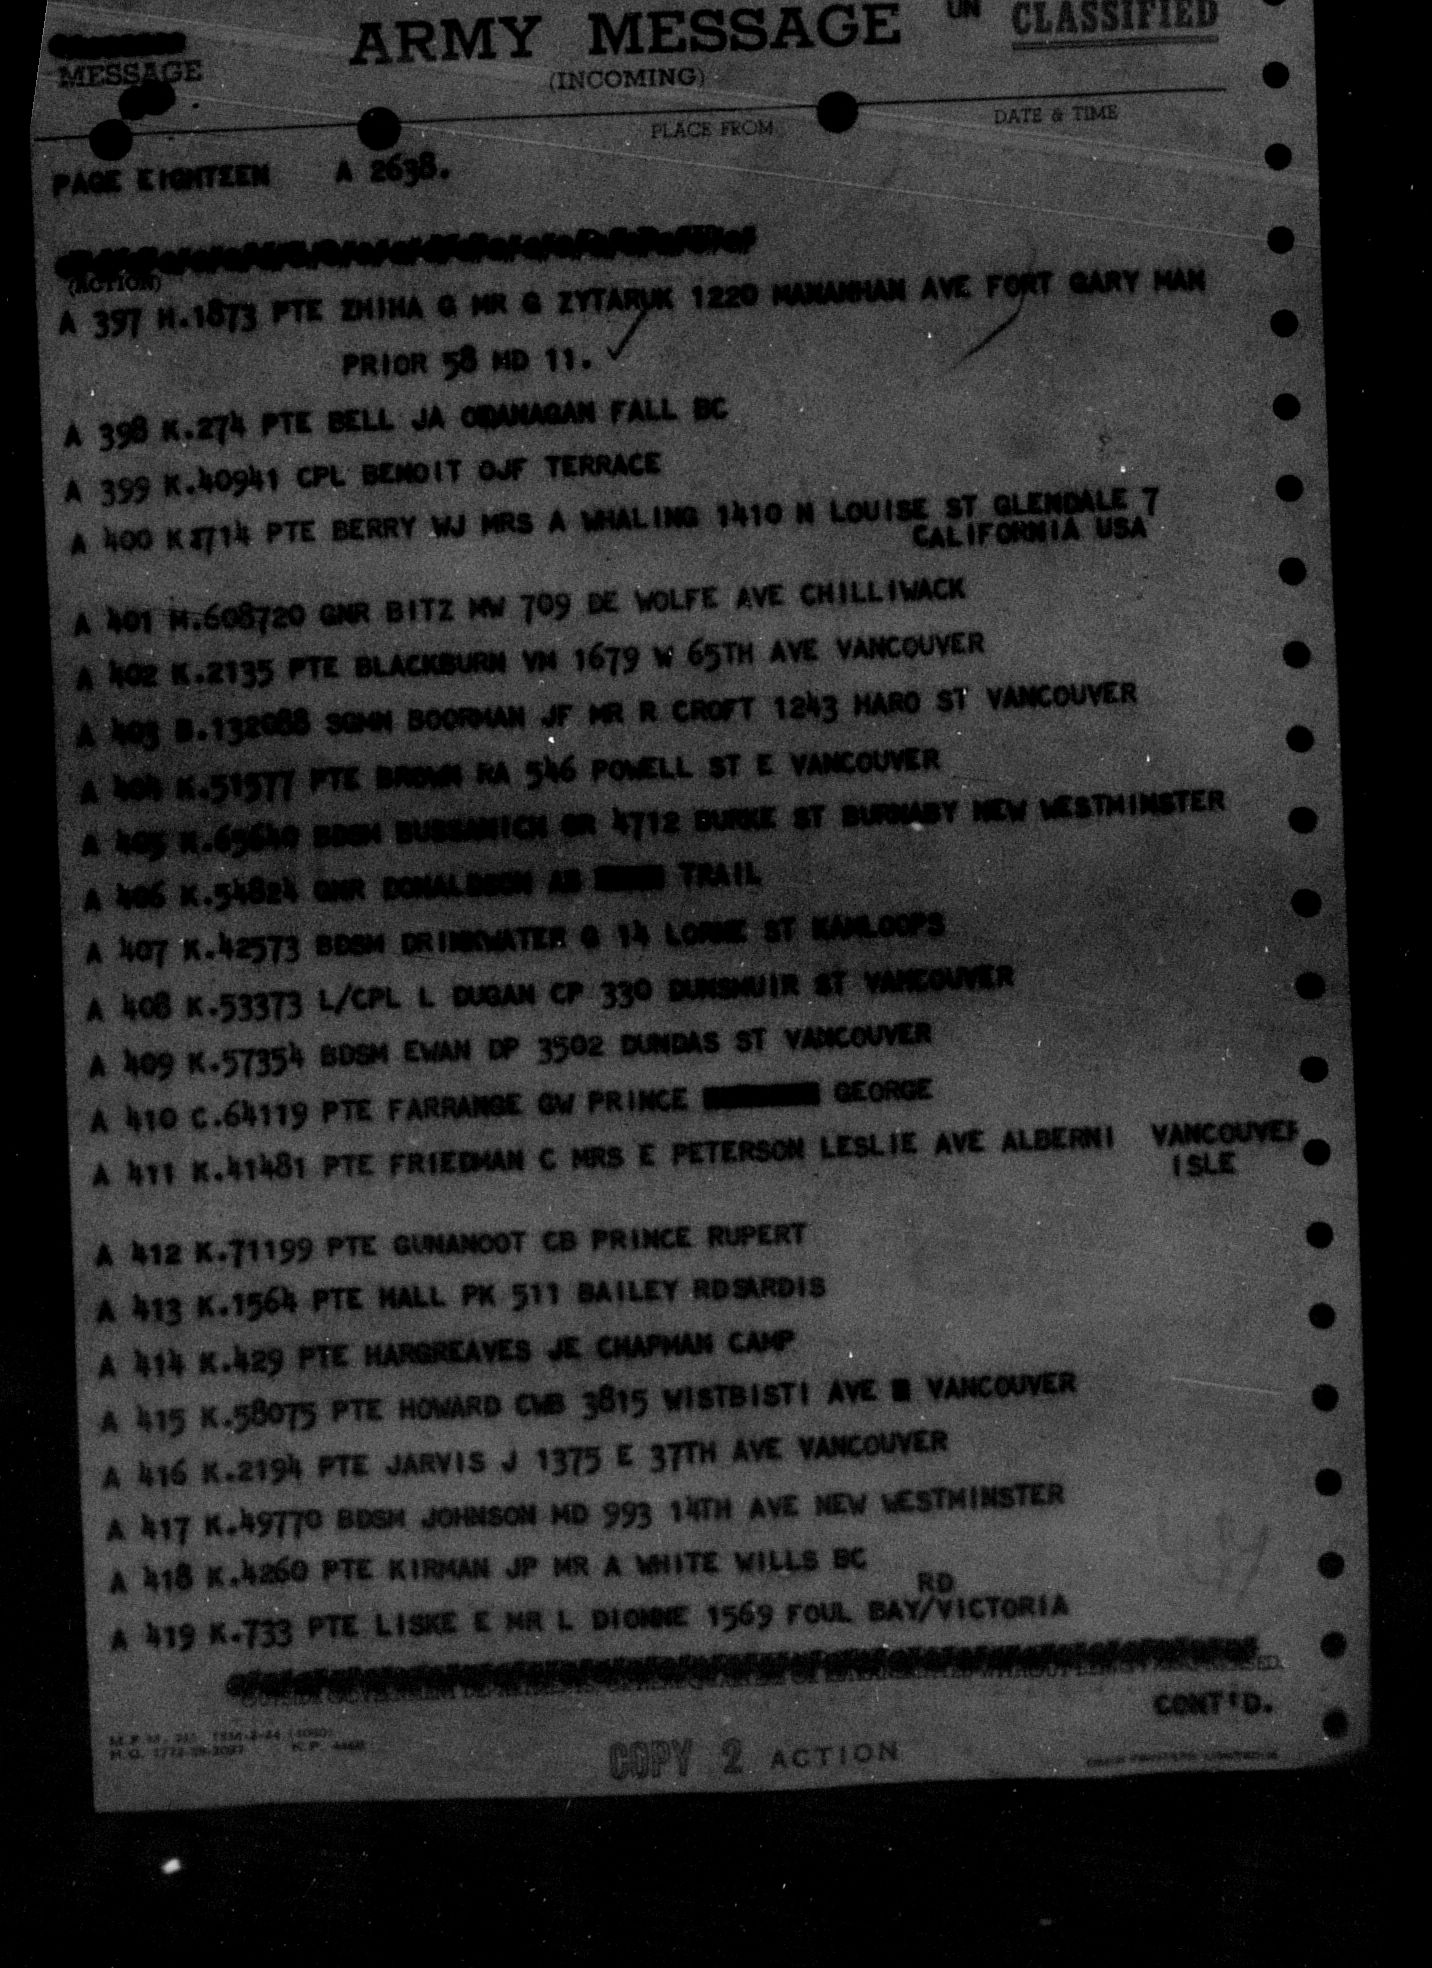 ARMY MESSAGE UN CLASSIFIED
MESSAGE
(INCOMING)
PLACE FROM DATE & TIME
PAGE EIGHTEEN A 2638.
(ACTION)
A 397 H.1873 PTE ZMINA G MR G ZYTARUK 1220 MANAHHAN AVE FORT GARY MAN
PRIOR 58 MD 11.
A 398 K.274 PTE BELL JA OBANAGAN FALL BC
A 399 K.40941 CPL BENOIT OJF TERRACE
A 400 PTE BERRY WJ MRS A WHALING 1410 N LOUISE ST GLENDALE 7
CALIFORNIA USA
A 401 M.608720 GNR BITZ MW 709 DE WOLFE AVE CHILLIWACK
A 402 K.2135 PTE BLACKBURN VN 1679 W 65TH AVE VANCOUVER
A 403 B.132088 SGMN BOORMAN JF MR R CROFT 1243 HARO ST VANCOUVER
A 404 K.51577 PTE BROWN RA 546 POWELL ST E VANCOUVER
A 405 K.65640 BDSM 4712 BURKE ST BURNABY NEW WESTMINSTER
A 406 K.54824 GNR DONALDSON AB TRAIL
A 407 K.42573 BDSM DRINKWATER G 14 LORNE ST KAMLOOPS
A 408 K.53373 L/CPL L DUGAN CP 330 DUNSMUIR ST VANCOUVER
A 409 K.57354 BDSM EWAN DP 3502 DUNDAS ST VANCOUVER
A 410 C.64119 PTE FARRANGE GW PRINCE GEORGE
A 411 K.41481 PTE FRIEDMAN C MRS E PETERSON LESLIE AVE ALBERNI VANCOUVER
ISLE
A 412 K.71199 PTE GUNANOOT CB PRINCE RUPERT
A 413 K.1564 PTE HALL PK 511 BAILEY RDSARDIS
A 414 K.429 PTE HARGREAVES JE CHAPMAN CAMP
A 415 K.58075 PTE HOWARD CWB 3815 WISTBISTI AVE VANCOUVER
A 416 K.2194 PTE JARVIS J 1375 E 37TH AVE VANCOUVER
A 417 K.49770 BDSM JOHNSON MD 993 14TH AVE NEW WESTMINSTER
A 418 K.4260 PTE KIRMAN JP MR A WHITE WILLS BC
RD
A 419 K.733 PTE LISKE E MR L DIONNE 1569 FOUL BAY/VICTORIA
CONT'D.
COPY 2 ACTION